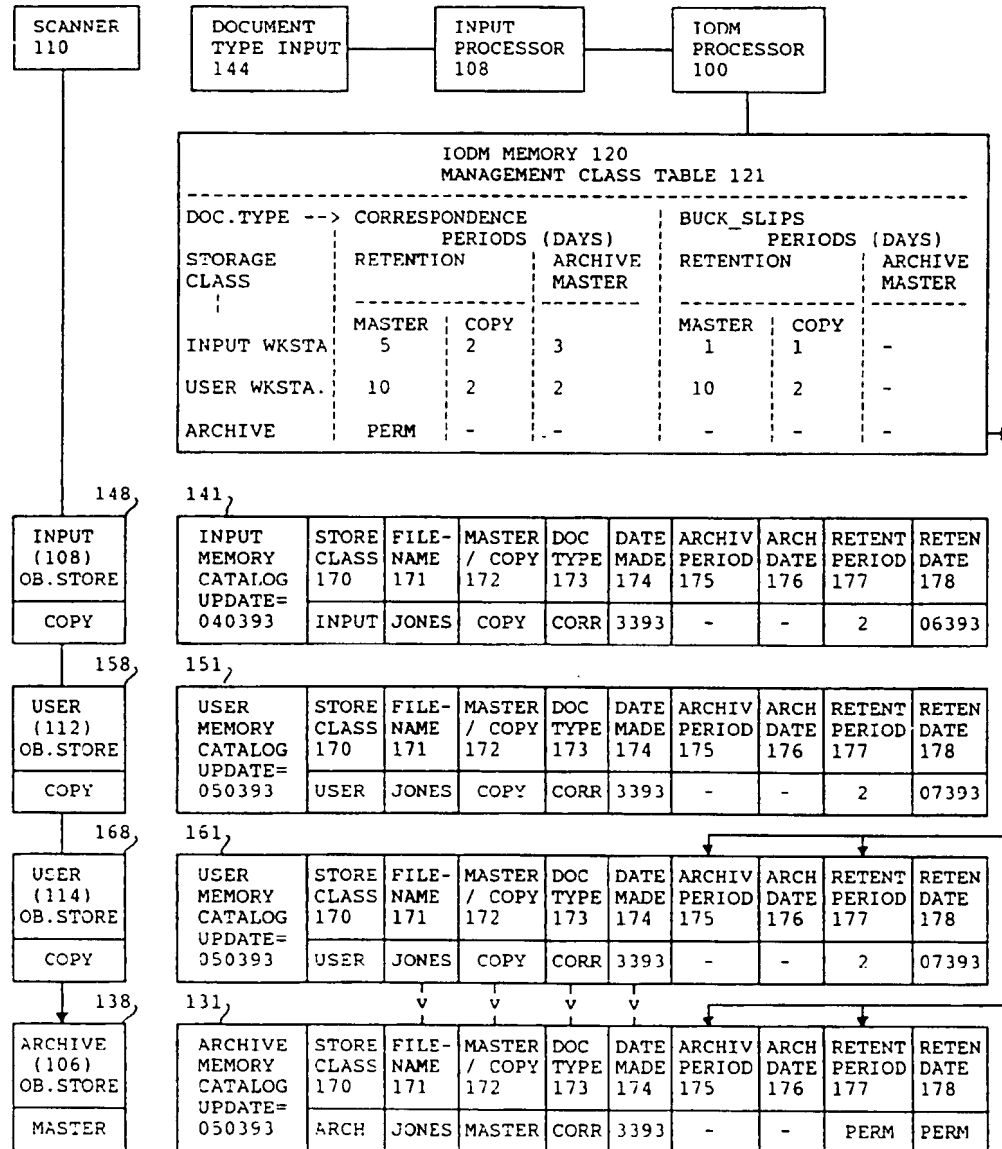 SCANNER
110
DOCUMENT
TYPE INPUT
144
INPUT
PROCESSOR
108
IODM
PROCESSOR
100
IODM MEMORY 120
MANAGEMENT CLASS TABLE 121
DOC.TYPE --> CORRESPONDENCE BUCK_SLIPS
PERIODS (DAYS) PERIODS (DAYS)
STORAGE RETENTION ARCHIVE RETENTION ARCHIVE
CLASS MASTER MASTER
MASTER COPY MASTER COPY
INPUT WKSTA 5 2 3 1 1 -
USER WKSTA. 10 2 2 10 2 -
ARCHIVE PERM - - - - -
148
INPUT
(108)
OB.STORE
COPY
141
INPUT STORE FILE- MASTER DOC DATE ARCHIV ARCH RETENT RETEN
MEMORY CLASS NAME / COPY TYPE MADE PERIOD DATE PERIOD DATE
CATALOG 170 171 172 173 174 175 176 177 178
UPDATE=
040393 INPUT JONES COPY CORR 3393 - - 2 06393
158
USER
(112)
OB.STORE
COPY
151
USER STORE FILE- MASTER DOC DATE ARCHIV ARCH RETENT RETEN
MEMORY CLASS NAME / COPY TYPE MADE PERIOD DATE PERIOD DATE
CATALOG 170 171 172 173 174 175 176 177 178
UPDATE=
050393 USER JONES COPY CORR 3393 - - 2 07393
168
USER
(114)
OB.STORE
COPY
161
USER STORE FILE- MASTER DOC DATE ARCHIV ARCH RETENT RETEN
MEMORY CLASS NAME / COPY TYPE MADE PERIOD DATE PERIOD DATE
CATALOG 170 171 172 173 174 175 176 177 178
UPDATE=
050393 USER JONES COPY CORR 3393 - - 2 07393
v v v v
138
ARCHIVE
(106)
OB.STORE
MASTER
131
ARCHIVE STORE FILE- MASTER DOC DATE ARCHIV ARCH RETENT RETEN
MEMORY CLASS NAME / COPY TYPE MADE PERIOD DATE PERIOD DATE
CATALOG 170 171 172 173 174 175 176 177 178
UPDATE=
050393 ARCH JONES MASTER CORR 3393 - - PERM PERM